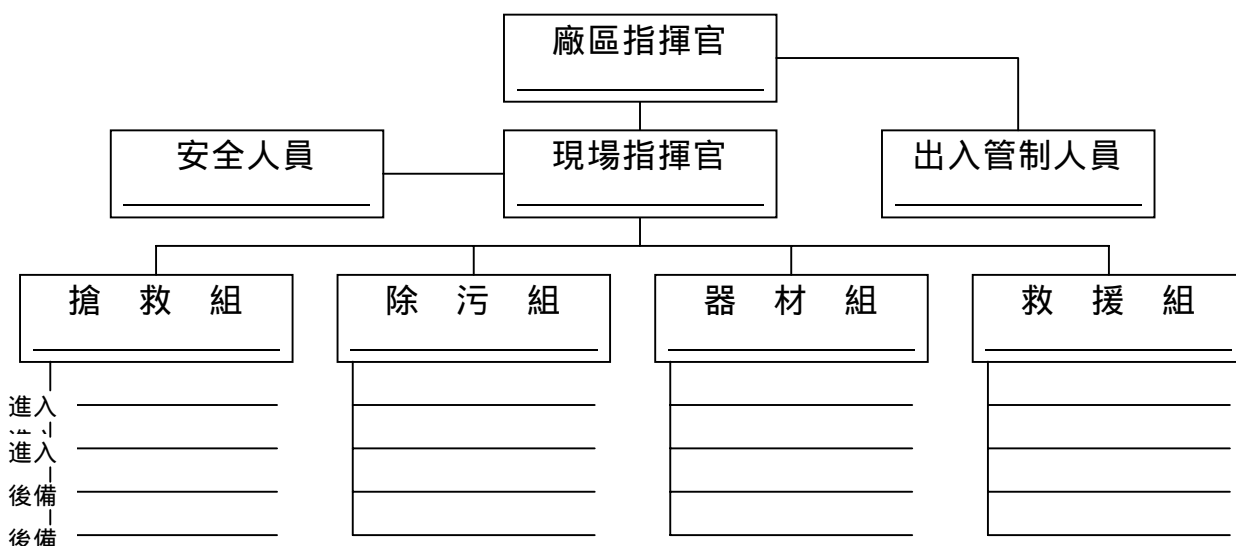 廠區指揮官
安全人員
現場指揮官
出入管制人員
搶 救 組
除 污 組
器 材 組
救 援 組
進入
進入
後備
後備